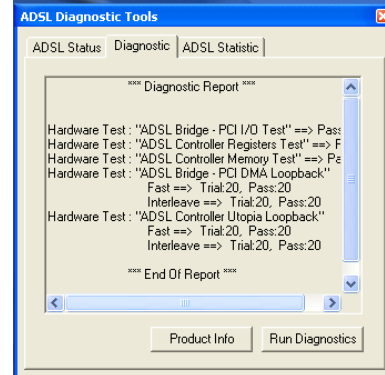 ADSL Diagnostic Tools
ADSL Status Diagnostic ADSL Statistic
*** Diagnostic Report ***
Hardware Test : "ADSL Bridge - PCI I/O Test" ==> Pass
Hardware Test : "ADSL Controller Registers Test" ==> F
Hardware Test : "ADSL Controller Memory Test" ==> Pa
Hardware Test : "ADSL Bridge - PCI DMA Loopback"
Fast ==> Trial:20, Pass:20
Interleave ==> Trial:20, Pass:20
Hardware Test : "ADSL Controller Utopia Loopback"
Fast ==> Trial:20, Pass:20
Interleave ==> Trial:20, Pass:20
*** End Of Report ***
Product Info Run Diagnostics